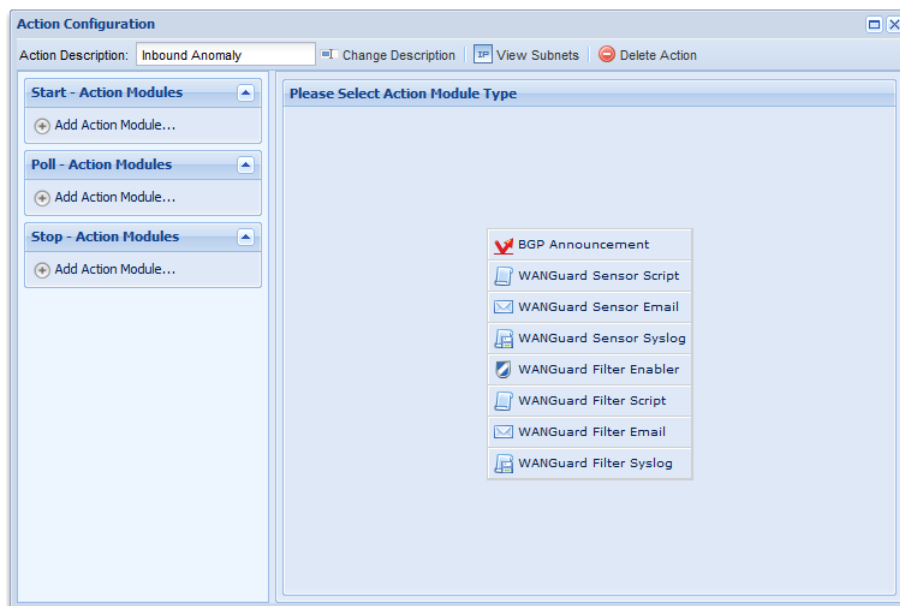 Action Configuration
Action Description: Inbound Anomaly Change Description IP View Subnets Delete Action
Start - Action Modules
Add Action Module...
Poll - Action Modules
Add Action Module...
Stop - Action Modules
Add Action Module...
Please Select Action Module Type
BGP Announcement
WANGuard Sensor Script
WANGuard Sensor Email
WANGuard Sensor Syslog
WANGuard Filter Enabler
WANGuard Filter Script
WANGuard Filter Email
WANGuard Filter Syslog